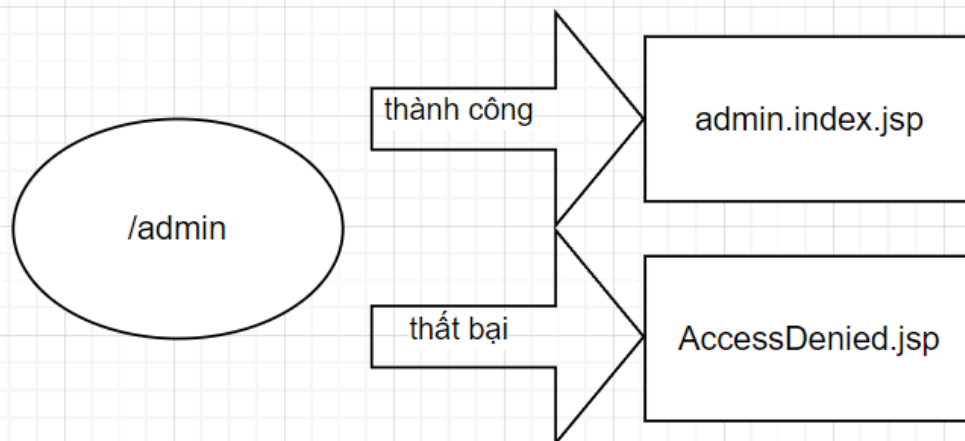 /admin
thành công
admin.index.jsp
thất bại
AccessDenied.jsp